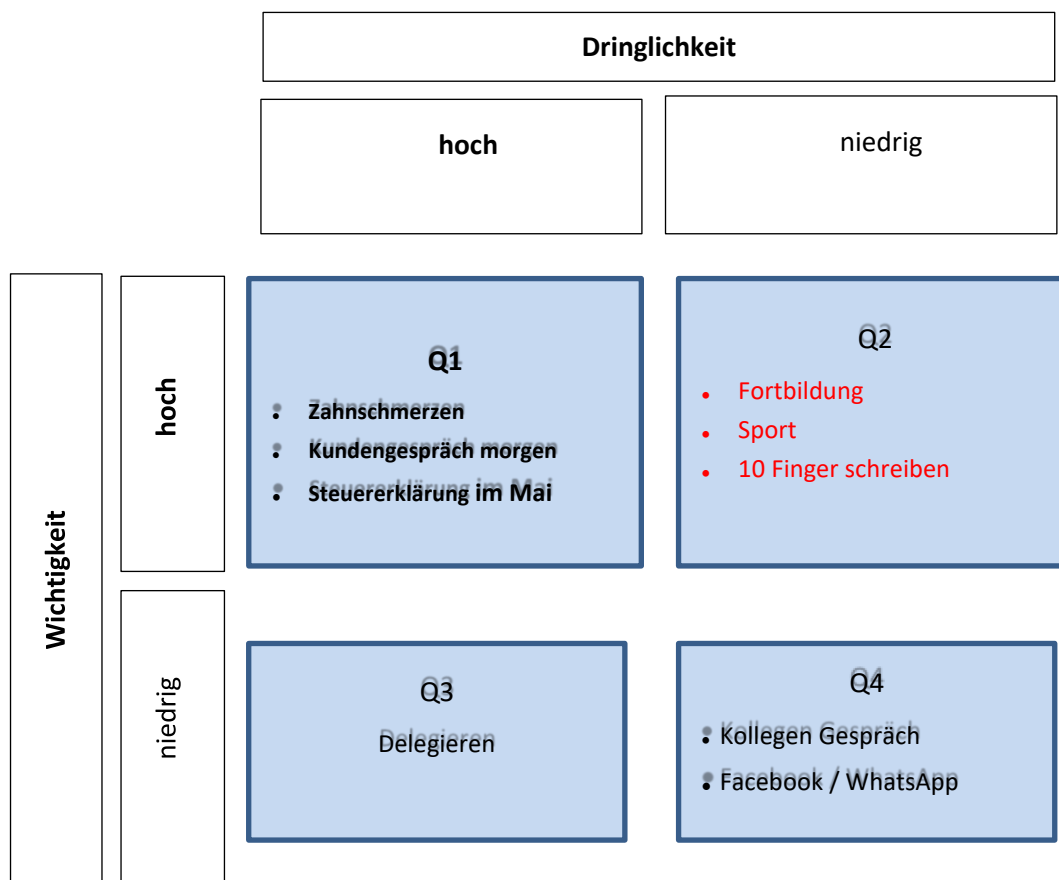 Dringlichkeit
hoch
niedrig
Wichtigkeit
hoch
Q1
• Zahnschmerzen
• Kundengespräch morgen
• Steuererklärung im Mai
Q2
• Fortbildung
• Sport
• 10 Finger schreiben
niedrig
Q3
Delegieren
Q4
• Kollegen Gespräch
• Facebook / WhatsApp